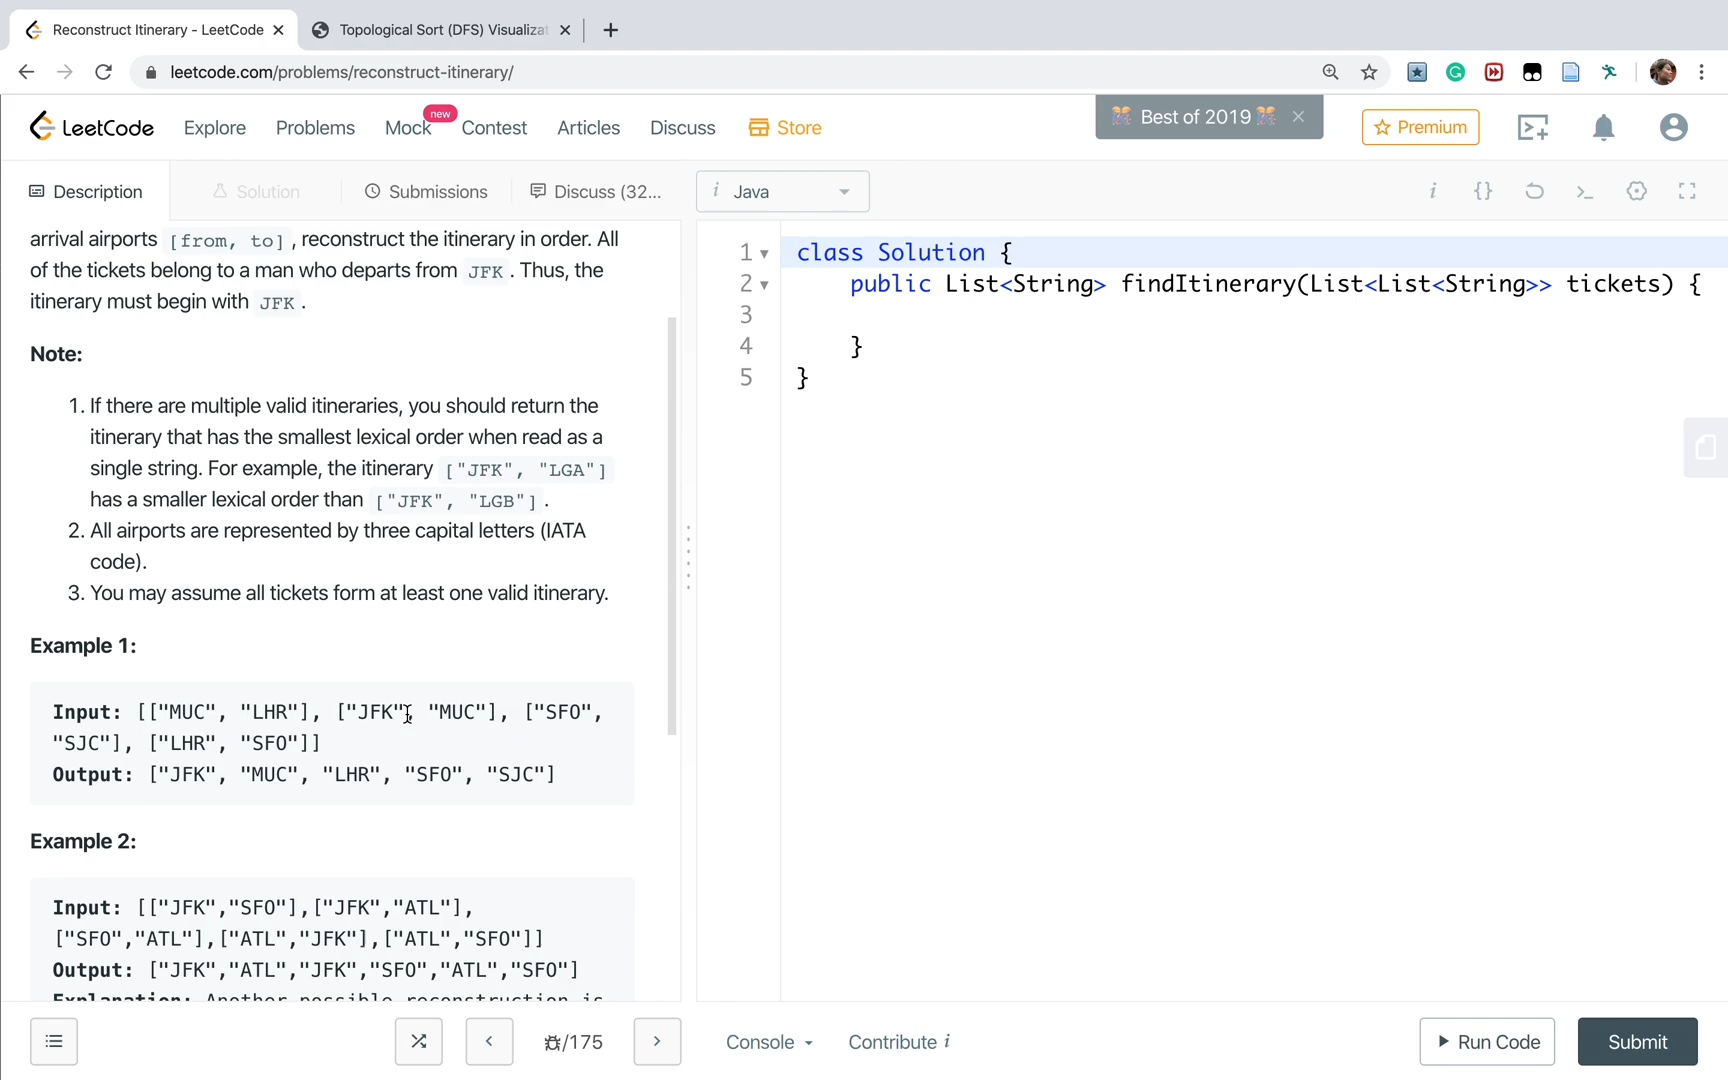 Reconstruct Itinerary - LeetCode
Topological Sort (DFS) Visualizat
leetcode.com/problems/reconstruct-itinerary/
LeetCode
Explore
Problems
Mock
new
Contest
Articles
Discuss
Store
Best of 2019
Premium
Description
Solution
Submissions
Discuss (32...
i Java
arrival airports [from, to], reconstruct the itinerary in order. All
of the tickets belong to a man who departs from JFK. Thus, the
itinerary must begin with JFK.
Note:
1. If there are multiple valid itineraries, you should return the
itinerary that has the smallest lexical order when read as a
single string. For example, the itinerary ["JFK", "LGA"]
has a smaller lexical order than ["JFK", "LGB"].
2. All airports are represented by three capital letters (IATA
code).
3. You may assume all tickets form at least one valid itinerary.
Example 1:
Input: [["MUC", "LHR"], ["JFK", "MUC"], ["SFO",
"SJC"], ["LHR", "SFO"]]
Output: ["JFK", "MUC", "LHR", "SFO", "SJC"]
Example 2:
Input: [["JFK","SFO"],["JFK","ATL"],
["SFO","ATL"],["ATL","JFK"],["ATL","SFO"]]
Output: ["JFK","ATL","JFK","SFO","ATL","SFO"]
Explanation: Another possible reconstruction is
1 class Solution {
2 public List<String> findItinerary(List<List<String>> tickets) {
3
4 }
5 }
/175
Console
Contribute i
Run Code
Submit